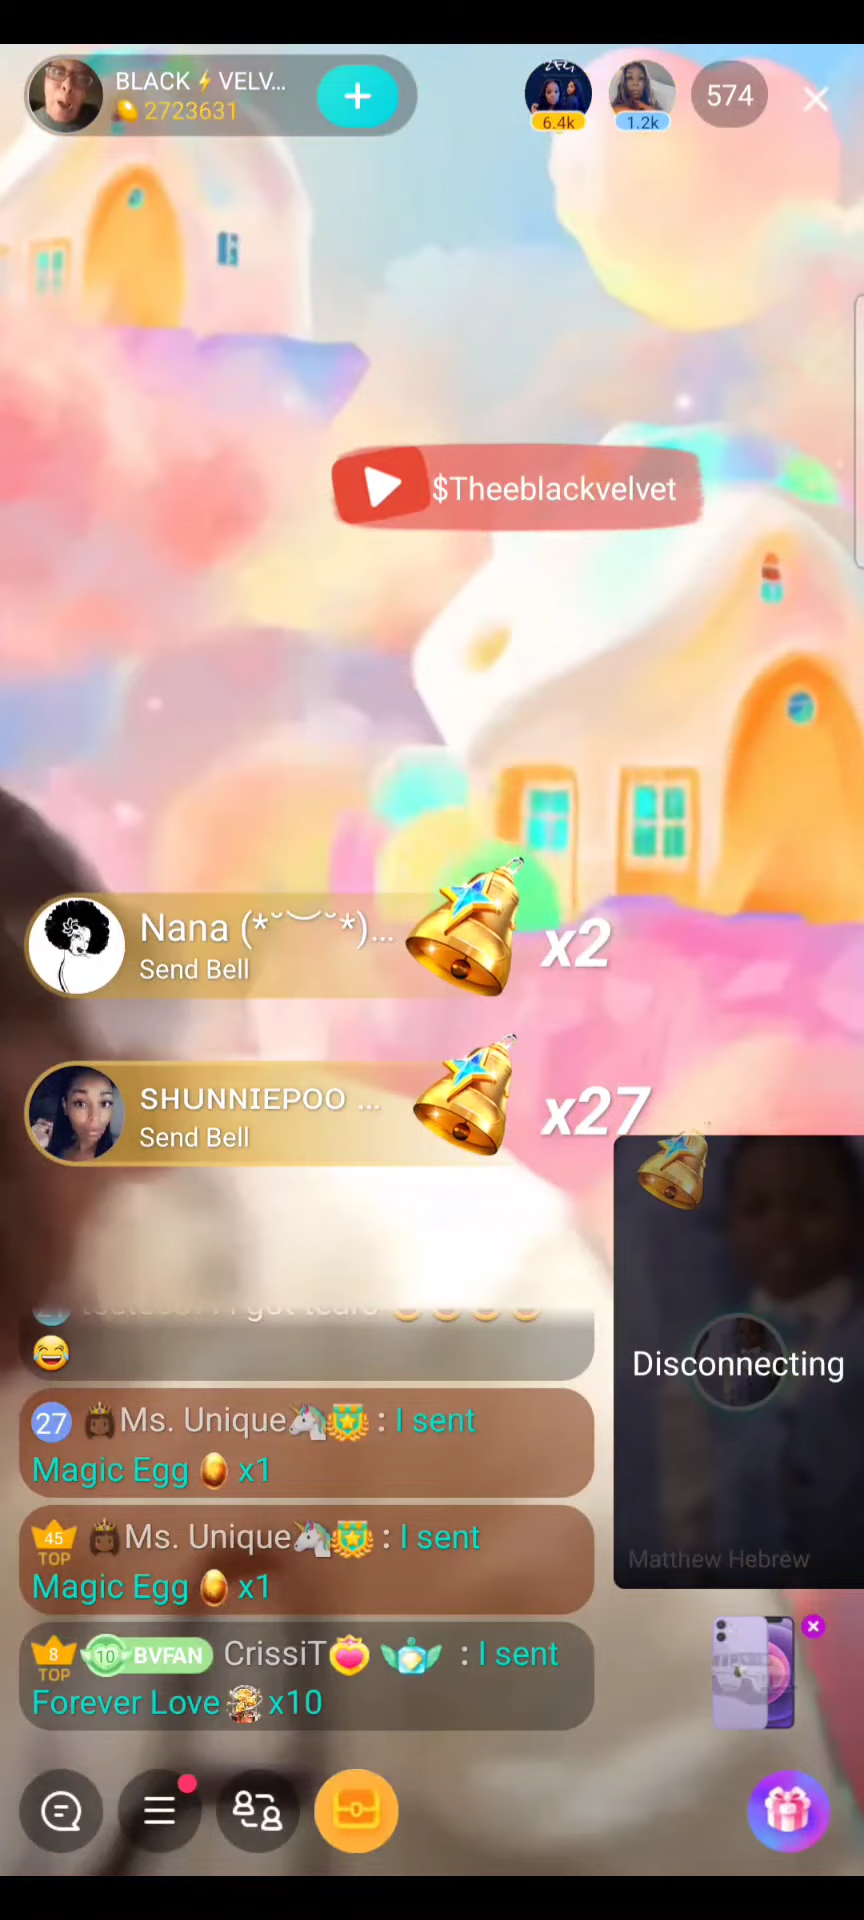 BLACK⚡VELV...
2723631
6.4k
1.2k
574
$Theeblackvelvet
Nana (*˘︶˘*)...
Send Bell
x2
SHUNNIEPOO ...
Send Bell
x27
😂
27 Ms. Unique🦄 : I sent
Magic Egg x1
45 TOP Ms. Unique🦄 : I sent
Magic Egg x1
8 TOP 10 BVFAN CrissiT : I sent
Forever Love x10
Disconnecting
Matthew Hebrew